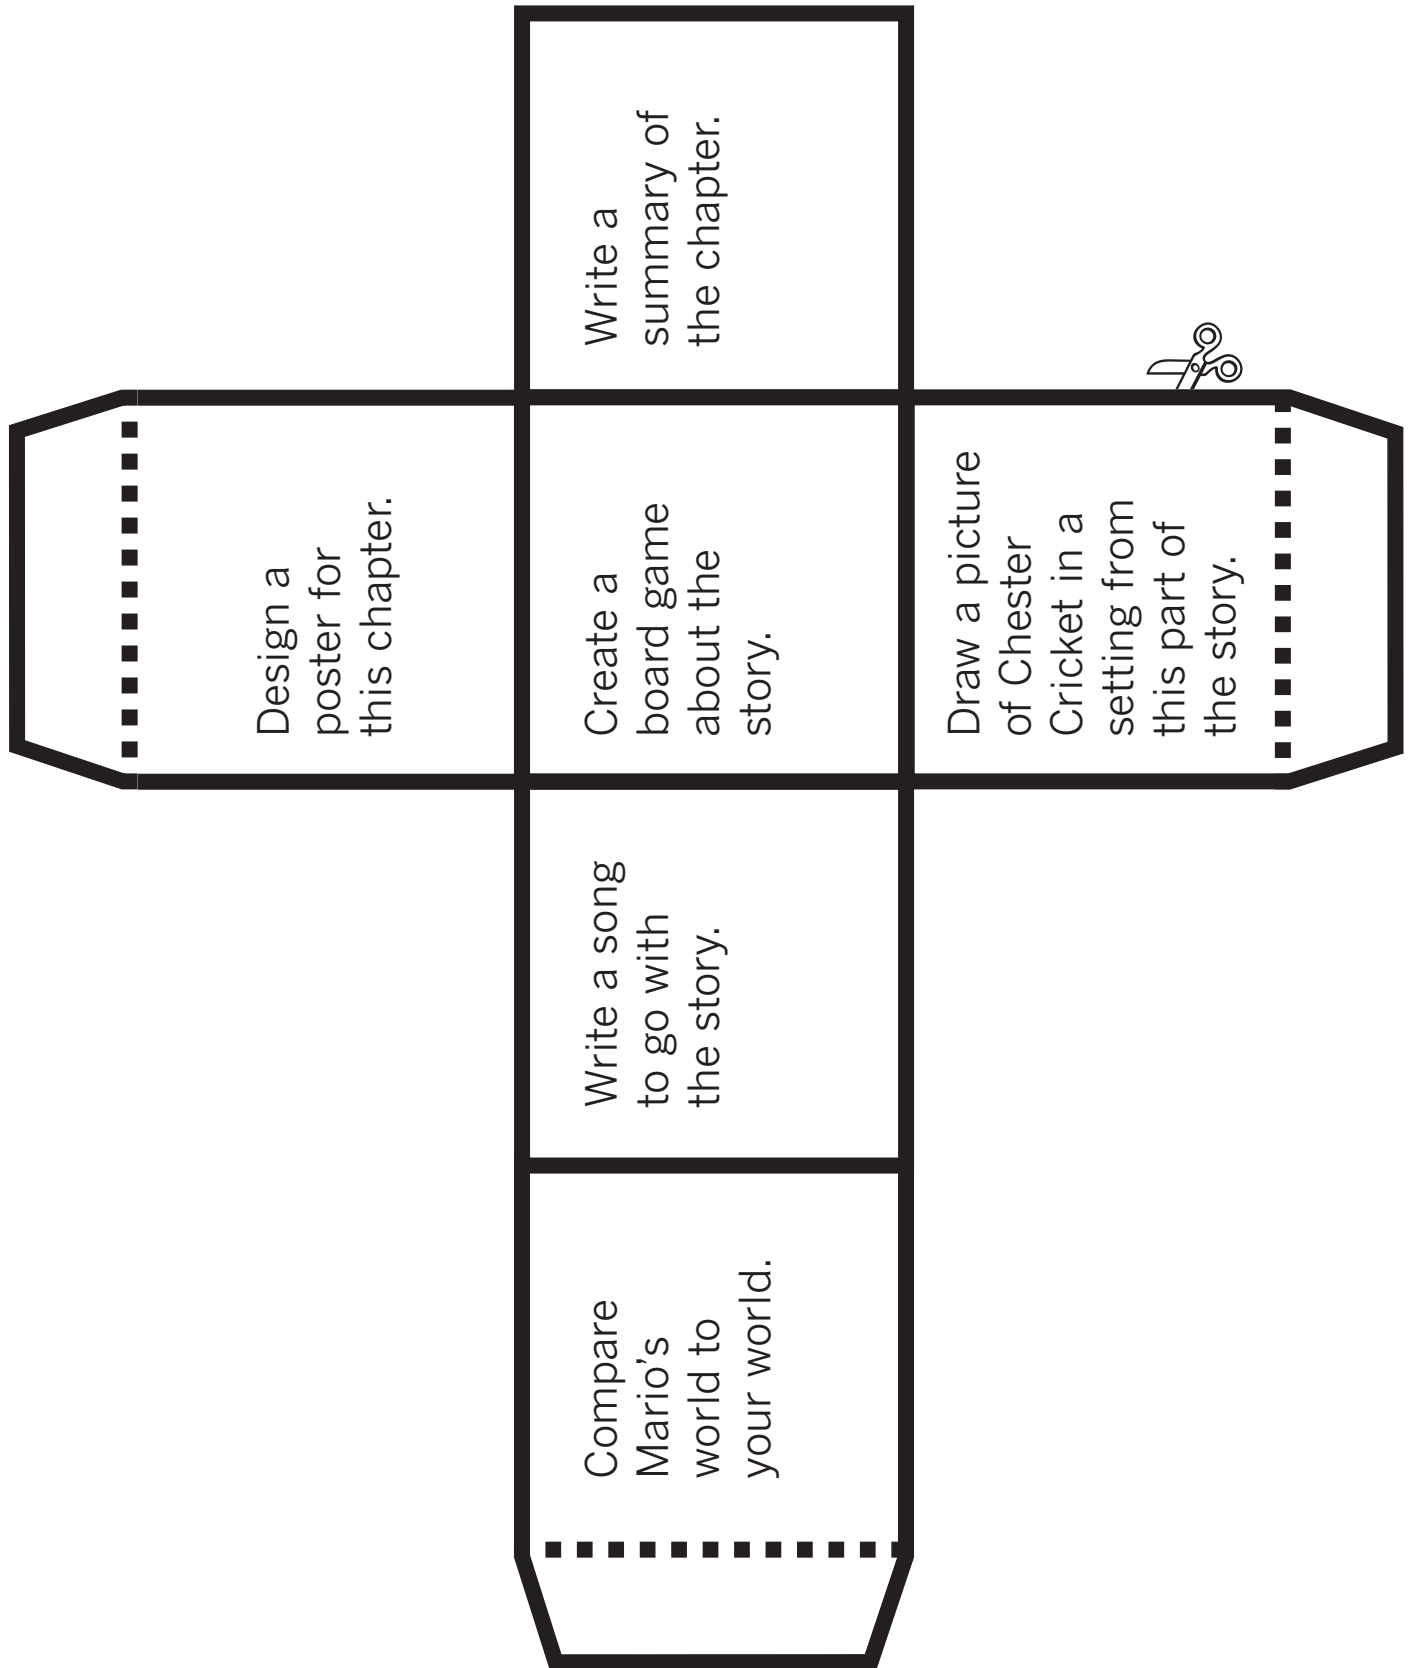 Design a
poster for
this chapter.
Write a
summary of
the chapter.
Create a
board game
about the
story.
Write a song
to go with
the story.
Compare
Mario’s
world to
your world.
Draw a picture
of Chester
Cricket in a
setting from
this part of
the story.